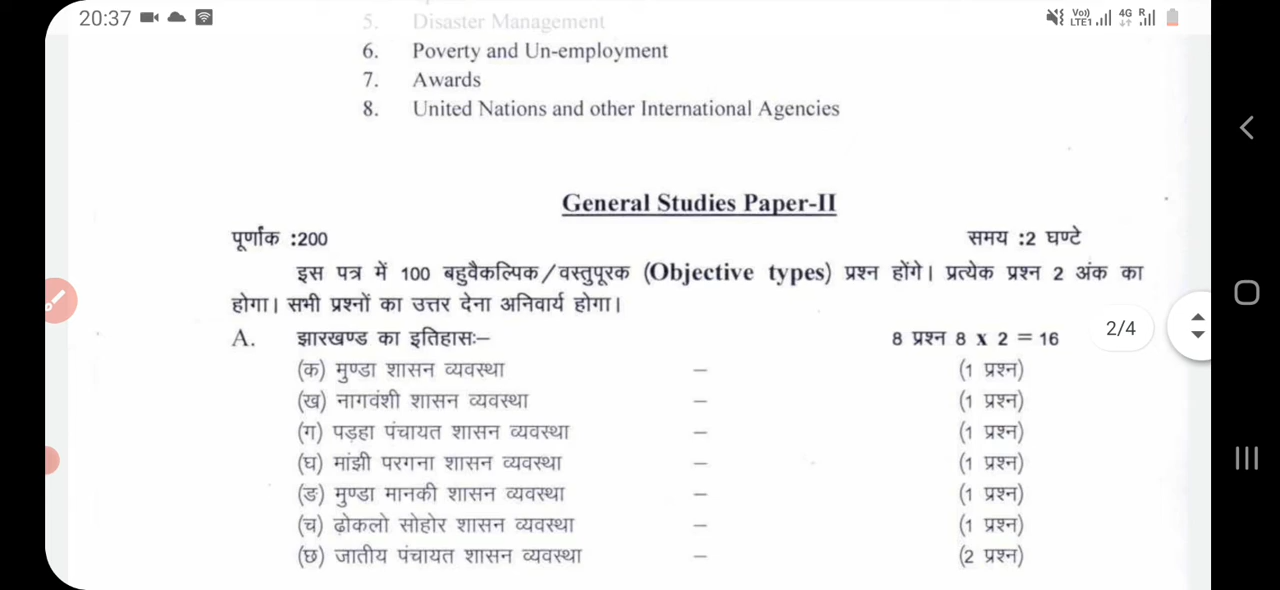 20:37 Vo) LTE1 4G R
5. Disaster Management
6. Poverty and Un-employment
7. Awards
8. United Nations and other International Agencies
General Studies Paper-II
पूर्णांक :200 समय :2 घण्टे
इस पत्र में 100 बहुवैकल्पिक/वस्तुपूरक (Objective types) प्रश्न होंगे। प्रत्येक प्रश्न 2 अंक का
होगा। सभी प्रश्नों का उत्तर देना अनिवार्य होगा।
A. झारखण्ड का इतिहासः– 8 प्रश्न 8 x 2 = 16
2/4
(क) मुण्डा शासन व्यवस्था – (1 प्रश्न)
(ख) नागवंशी शासन व्यवस्था – (1 प्रश्न)
(ग) पड़हा पंचायत शासन व्यवस्था – (1 प्रश्न)
(घ) मांझी परगना शासन व्यवस्था – (1 प्रश्न)
(ङ) मुण्डा मानकी शासन व्यवस्था – (1 प्रश्न)
(च) ढ़ोकलो सोहोर शासन व्यवस्था – (1 प्रश्न)
(छ) जातीय पंचायत शासन व्यवस्था – (2 प्रश्न)